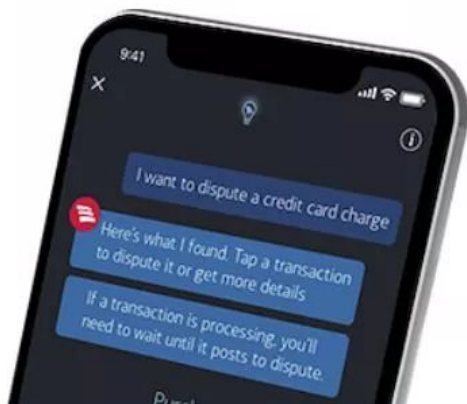 9:41
I want to dispute a credit card charge
Here's what I found. Tap a transaction
to dispute it or get more details
If a transaction is processing, you'll
need to wait until it posts to dispute.